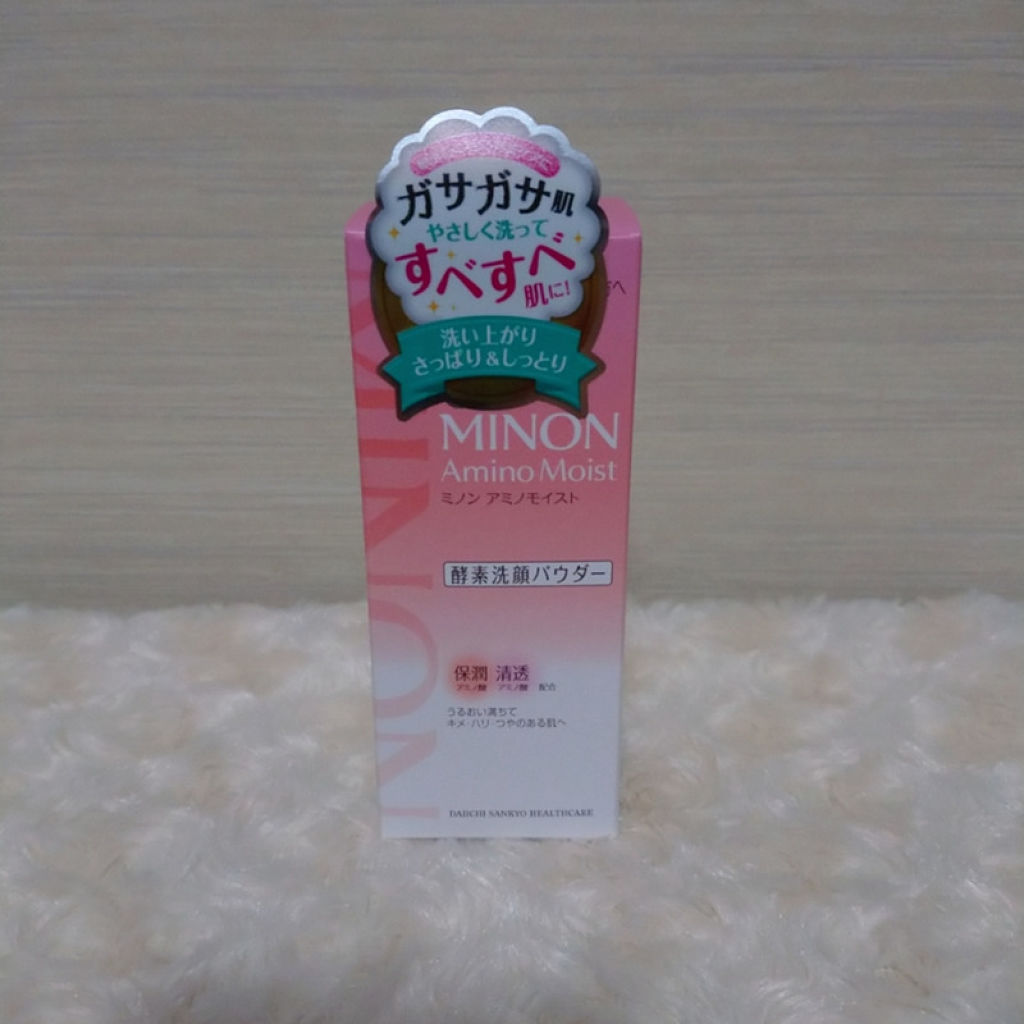 ガサガサ肌
やさしく洗って
すべすべ
肌に!
方へ
洗い上がり
さっぱり&しっとり
MINON
Amino Moist
ミノン アミノモイスト
酵素洗顔パウダー
保潤 清透
アミノ酸 アミノ酸 配合
うるおい満ちて
キメ・ハリ・つやのある肌へ
DAIICHI SANKYO HEALTHCARE
MINON